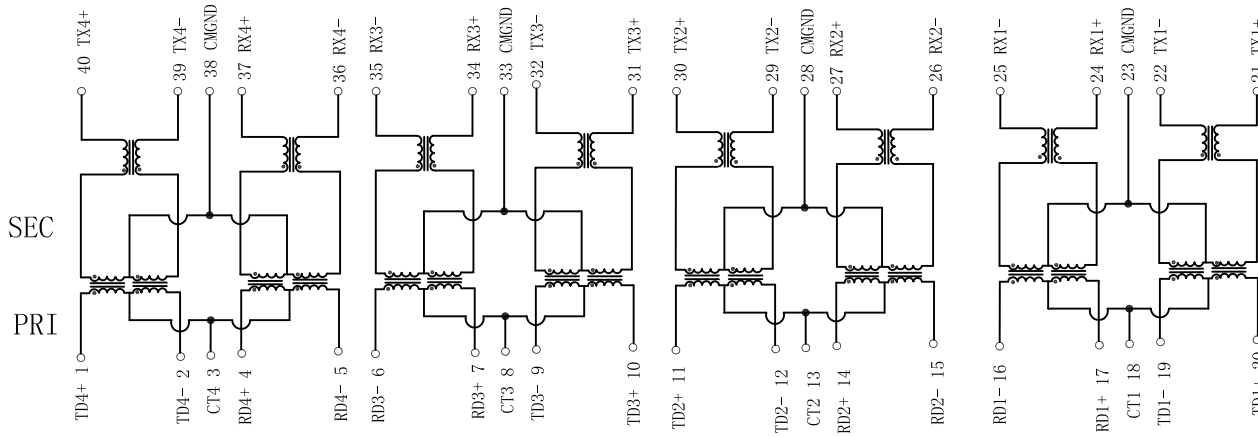 40 TX4+
39 TX4-
38 CMGND
37 RX4+
36 RX4-
35 RX3-
34 RX3+
33 CMGND
32 TX3-
31 TX3+
30 TX2+
29 TX2-
28 CMGND
27 RX2+
26 RX2-
25 RX1-
24 RX1+
23 CMGND
22 TX1-
21 TX1+
SEC
PRI
TD4+ 1
TD4- 2
CT4 3
RD4+ 4
RD4- 5
RD3- 6
RD3+ 7
CT3 8
TD3- 9
TD3+ 10
TD2+ 11
TD2- 12
CT2 13
RD2+ 14
RD2- 15
RD1- 16
RD1+ 17
CT1 18
TD1- 19